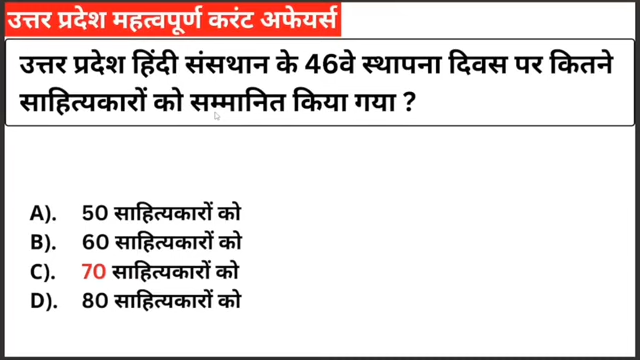 उत्तर प्रदेश महत्वपूर्ण करंट अफेयर्स
उत्तर प्रदेश हिंदी संसथान के 46वे स्थापना दिवस पर कितने
साहित्यकारों को सम्मानित किया गया ?
A). 50 साहित्यकारों को
B). 60 साहित्यकारों को
C). 70 साहित्यकारों को
D). 80 साहित्यकारों को